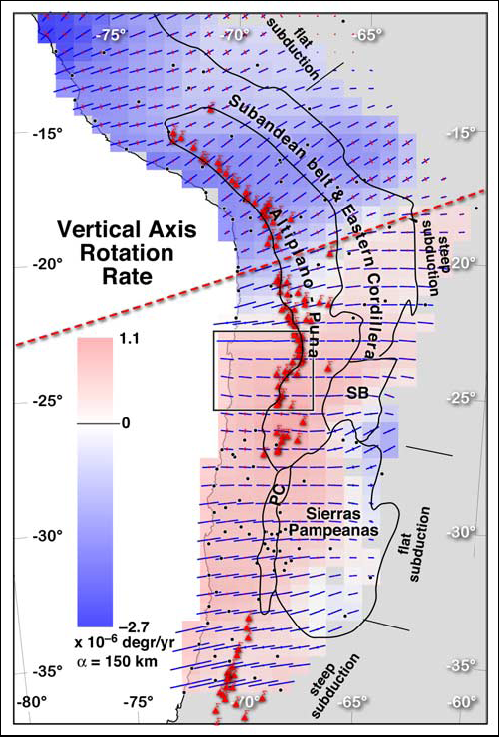 -75°
-70°
-65°
flat
subduction
Subandean belt & Eastern Cordillera
-15°
-15°
Vertical Axis
Rotation
Rate
Altiplano - Puna
steep
subduction
-20°
-20°
1.1
0
-2.7
x 10⁻⁶ degr/yr
α = 150 km
-25°
-25°
SB
PC
Sierras
Pampeanas
-30°
-30°
flat
subduction
-35°
-35°
steep
subduction
-80°
-75°
-70°
-65°
-60°